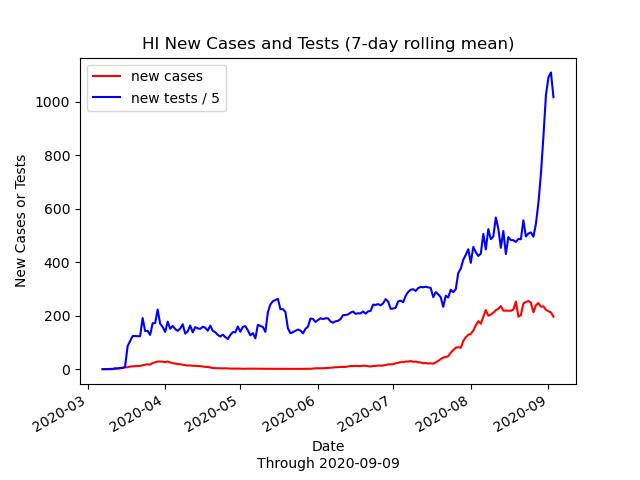 HI New Cases and Tests (7-day rolling mean)
new cases
new tests / 5
New Cases or Tests
1000
800
600
400
200
0
2020-03
2020-04
2020-05
2020-06
2020-07
2020-08
2020-09
Date
Through 2020-09-09